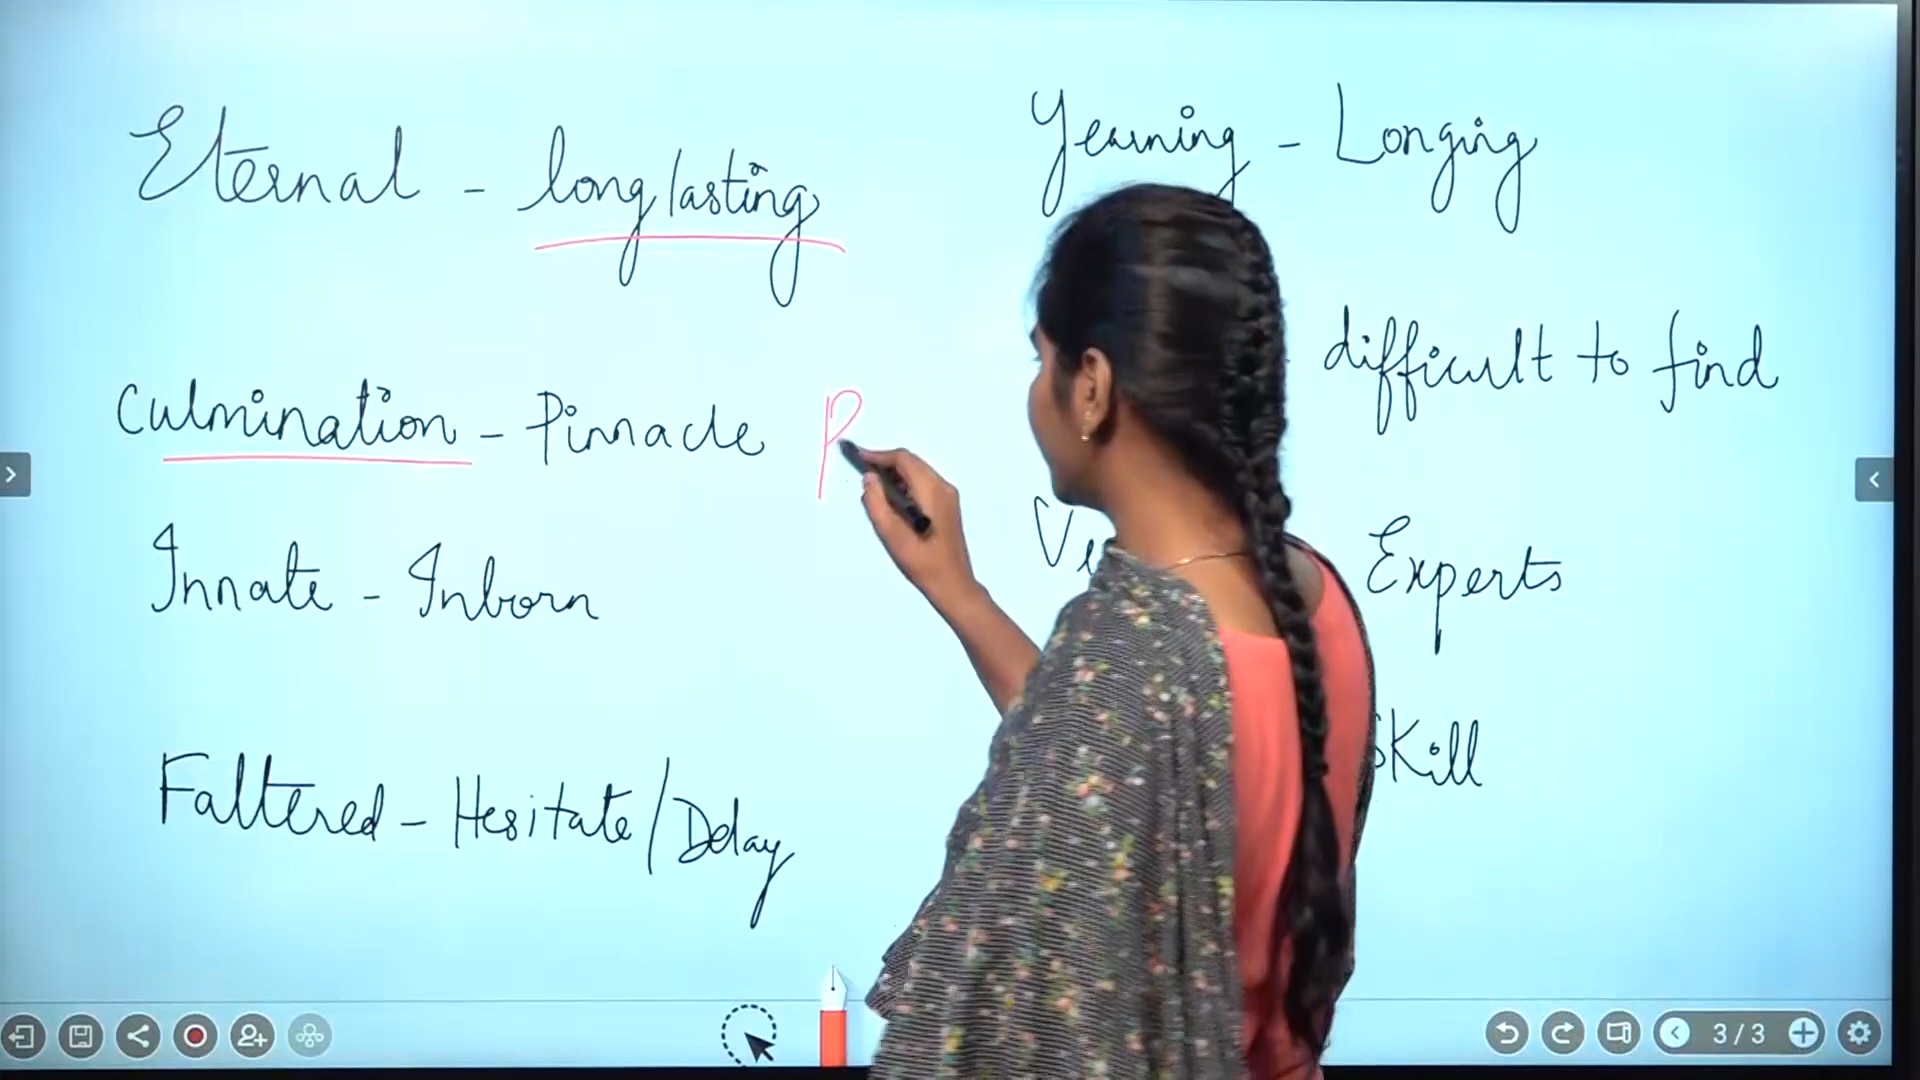 Eternal - long lasting
Culmination - Pinnacle P
Innate - Inborn
Faltered - Hesitate / Delay
Yearning - Longing
difficult to find
Experts
Skill
3 / 3